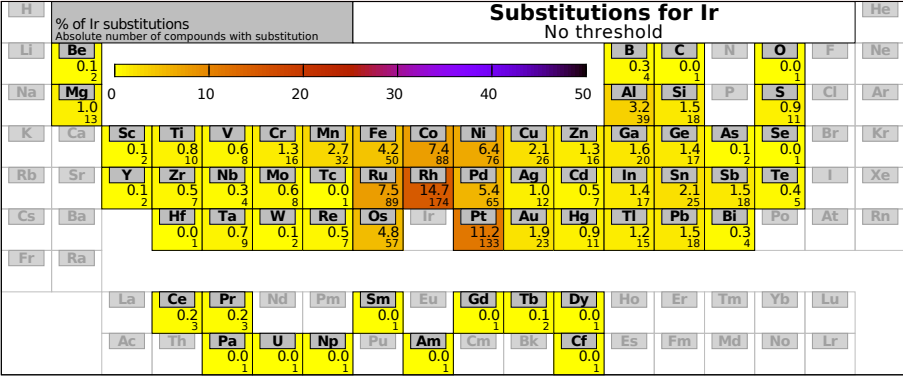 H
% of Ir substitutions
Absolute number of compounds with substitution
Substitutions for Ir
No threshold
He
Li Be B C N O F Ne
0.1 0.3 0.0 0.0
2 4 1 1
0 10 20 30 40 50
Na Mg Al Si P S Cl Ar
1.0 3.2 1.5 0.9
13 39 18 11
K Ca Sc Ti V Cr Mn Fe Co Ni Cu Zn Ga Ge As Se Br Kr
0.1 0.8 0.6 1.3 2.7 4.2 7.4 6.4 2.1 1.3 1.6 1.4 0.1 0.0
2 10 8 16 32 50 88 76 26 16 20 17 2 1
Rb Sr Y Zr Nb Mo Tc Ru Rh Pd Ag Cd In Sn Sb Te I Xe
0.1 0.5 0.3 0.6 0.0 7.5 14.7 5.4 1.0 0.5 1.4 2.1 1.5 0.4
2 7 4 8 1 89 174 65 12 7 17 25 18 5
Cs Ba Hf Ta W Re Os Ir Pt Au Hg Tl Pb Bi Po At Rn
0.0 0.7 0.1 0.5 4.8 11.2 1.9 0.9 1.2 1.5 0.3
1 9 2 7 57 133 23 11 15 18 4
Fr Ra
La Ce Pr Nd Pm Sm Eu Gd Tb Dy Ho Er Tm Yb Lu
0.2 0.2 0.0 0.0 0.1 0.0
3 3 1 1 2 1
Ac Th Pa U Np Pu Am Cm Bk Cf Es Fm Md No Lr
0.0 0.0 0.0 0.0 0.0
1 1 1 1 1